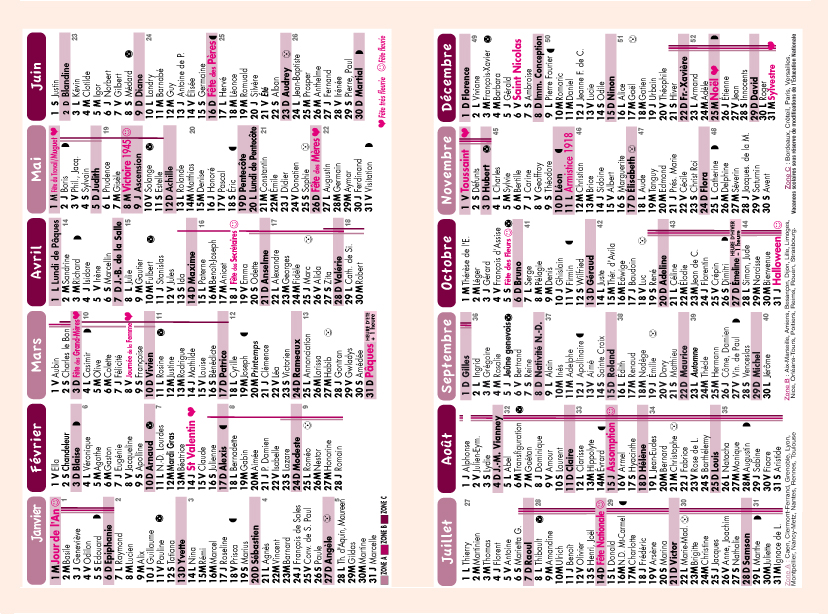 Janvier
1 M Jour de l'An
2 M Basile
3 J Geneviève
4 V Odilon
5 S Edouard
6 D Epiphanie
7 L Raymond
8 M Lucien
9 M Alix
10 J Guillaume
11 V Pauline
12 S Tatiana
13 D Yvette
14 L Nina
15 M Rémi
16 M Marcel
17 J Roseline
18 V Prisca
19 S Marius
20 D Sébastien
21 L Agnès
22 M Vincent
23 M Barnard
24 J François de Sales
25 V Conv. de S. Paul
26 S Paule
27 D Angèle
28 L Th. d'Aquin, Maureen
29 M Gildas
30 M Martine
31 J Marcelle
ZONE A ZONE B ZONE C
Février
1 V Ella
2 S Chandeleur
3 D Blaise
4 L Véronique
5 M Agathe
6 M Gaston
7 J Eugénie
8 V Jacqueline
9 S Apolline
10 D Arnaud
11 L N.-D. Lourdes
12 M Mardi Gras
13 M Béatrice
14 J St Valentin
15 V Claude
16 S Julienne
17 D Alexis
18 L Bernadette
19 M Gabin
20 M Aimée
21 J P. Damien
22 V Isabelle
23 S Lazare
24 D Modeste
25 L Roméo
26 M Nestor
27 M Honorine
28 J Romain
Mars
1 V Aubin
2 S Charles le Bon
3 D Fête des Grand-Mères
4 L Casimir
5 M Olive
6 M Colette
7 J Félicité
8 V Journée de la Femme
9 S Françoise
10 D Vivien
11 L Rosine
12 M Justine
13 M Rodrigue
14 J Mathilde
15 V Louise
16 S Bénédicte
17 D Patrice
18 L Cyrille
19 M Joseph
20 M Printemps
21 J Clémence
22 V Léa
23 S Victorien
24 D Rameaux
25 L Annonciation
26 M Larissa
27 M Habib
28 J Gontran
29 V Gwladys
30 S Amédée
31 D Pâques HEURE D'ÉTÉ + 1 heure
Avril
1 L Lundi de Pâques
2 M Sandrine
3 M Richard
4 J Isidore
5 V Irène
6 S Marcellin
7 D J.-B. de la Salle
8 L Julie
9 M Gautier
10 M Fulbert
11 J Stanislas
12 V Jules
13 S Ida
14 D Maxime
15 L Paterne
16 M Benoît-Joseph
17 M Anicet
18 J Fête des Secrétaires
19 V Emma
20 S Odette
21 D Anselme
22 L Alexandre
23 M Georges
24 M Fidèle
25 J Marc
26 V Alida
27 S Zita
28 D Valérie
29 L Cath. de Si.
30 M Robert
Mai
1 M Fête du Travail / Muguet
2 J Boris
3 V Phil., Jacq.
4 S Sylvain
5 D Judith
6 L Prudence
7 M Gisèle
8 M Victoire 1945
9 J Ascension
10 V Solange
11 S Estelle
12 D Achille
13 L Rolande
14 M Matthias
15 M Denise
16 J Honoré
17 V Pascal
18 S Eric
19 D Pentecôte
20 L Lundi de Pentecôte
21 M Constantin
22 M Emile
23 J Didier
24 V Donatien
25 S Sophie
26 D Fête des Mères
27 L Augustin
28 M Germain
29 M Aymar
30 J Ferdinand
31 V Visitation
Juin
1 S Justin
2 D Blandine
3 L Kévin
4 M Clotilde
5 M Igor
6 J Norbert
7 V Gilbert
8 S Médard
9 D Diane
10 L Landry
11 M Barnabé
12 M Guy
13 J Antoine de P.
14 V Elisée
15 S Germaine
16 D Fête des Pères
17 L Hervé
18 M Léonce
19 M Romuald
20 J Silvère
21 V Eté
22 S Alban
23 D Audrey
24 L Jean-Baptiste
25 M Prosper
26 M Anthelme
27 J Fernand
28 V Irénée
29 S Pierre, Paul
30 D Martial
Fête très fleurie Fête fleurie
Juillet
1 L Thierry
2 M Martinien
3 M Thomas
4 J Florent
5 V Antoine
6 S Mariette G.
7 D Raoul
8 L Thibault
9 M Amandine
10 M Ulrich
11 J Benoît
12 V Olivier
13 S Henri, Joël
14 D Fête Nationale
15 L Donald
16 M N.D. Mt-Carmel
17 M Charlotte
18 J Frédéric
19 V Arsène
20 S Marina
21 D Victor
22 L Marie-Mad.
23 M Brigitte
24 M Christine
25 J Jacques
26 V Anne, Joachim
27 S Nathalie
28 D Samson
29 L Marthe
30 M Juliette
31 M Ignace de L.
Août
1 J Alphonse
2 V Julien-Eym.
3 S Lydie
4 D J.-M. Vianney
5 L Abel
6 M Transfiguration
7 M Gaétan
8 J Dominique
9 V Amour
10 S Laurent
11 D Claire
12 L Clarisse
13 M Hippolyte
14 M Evrard
15 J Assomption
16 V Armel
17 S Hyacinthe
18 D Hélène
19 L Jean-Eudes
20 M Bernard
21 M Christophe
22 J Fabrice
23 V Rose de L.
24 S Barthélemy
25 D Louis
26 L Natacha
27 M Monique
28 M Augustin
29 J Sabine
30 V Fiacre
31 S Aristide
Septembre
1 D Gilles
2 L Ingrid
3 M Grégoire
4 M Rosalie
5 J Jeûne genevois
6 V Bertrand
7 S Reine
8 D Nativité N.-D.
9 L Alain
10 M Inès
11 M Adelphe
12 J Apollinaire
13 V Aimé
14 S Sainte Croix
15 D Roland
16 L Edith
17 M Renaud
18 M Nadège
19 J Emilie
20 V Davy
21 S Mathieu
22 D Maurice
23 L Automne
24 M Thècle
25 M Hermann
26 J Côme, Damien
27 V Vinc. de Paul
28 S Venceslas
29 D Michel
30 L Jérôme
Octobre
1 M Thérèse de l'E.
2 M Léger
3 J Gérard
4 V François d'Assise
5 S Fête des Fleurs
6 D Bruno
7 L Serge
8 M Pélagie
9 M Denis
10 J Ghislain
11 V Firmin
12 S Wilfried
13 D Géraud
14 L Juste
15 M Thér. d'Avila
16 M Edwige
17 J Baudoin
18 V Luc
19 S René
20 D Adeline
21 L Céline
22 M Elodie
23 M Jean de C.
24 J Florentin
25 V Crépin
26 S Dimitri
27 D Emeline HEURE D'HIVER - 1 heure
28 L Simon, Jude
29 M Narcisse
30 M Bienvenue
31 J Halloween
Novembre
1 V Toussaint
2 S Défunts
3 D Hubert
4 L Charles
5 M Sylvie
6 M Bertille
7 J Carine
8 V Geoffroy
9 S Théodore
10 D Léon
11 L Armistice 1918
12 M Christian
13 M Brice
14 J Sidoine
15 V Albert
16 S Marguerite
17 D Elisabeth
18 L Aude
19 M Tanguy
20 M Edmond
21 J Prés. Marie
22 V Cécile
23 S Christ Roi
24 D Flora
25 L Catherine
26 M Delphine
27 M Séverin
28 J Jacques de la M.
29 V Saturnin
30 S Avent
Décembre
1 D Florence
2 L Viviane
3 M François-Xavier
4 M Barbara
5 J Gérald
6 V Saint Nicolas
7 S Ambroise
8 D Imm. Conception
9 L Pierre Fourier
10 M Romaric
11 M Daniel
12 J Jeanne F. de C.
13 V Lucie
14 S Odile
15 D Ninon
16 L Alice
17 M Gaël
18 M Gatien
19 J Urbain
20 V Théophile
21 S Hiver
22 D Fr.-Xavière
23 L Armand
24 M Adèle
25 M Noël
26 J Etienne
27 V Jean
28 S Innocents
29 D David
30 L Roger
31 M Sylvestre
Zone A : Caen, Clermont-Ferrand, Grenoble, Lyon, Montpellier, Nancy-Metz, Nantes, Rennes, Toulouse
Zone B : Aix-Marseille, Amiens, Besançon, Dijon, Lille, Limoges, Nice, Orléans-Tours, Poitiers, Reims, Rouen, Strasbourg.
Zone C : Bordeaux, Créteil, Paris, Versailles.
Vacances scolaires sous réserve de modifications de l'Éducation Nationale